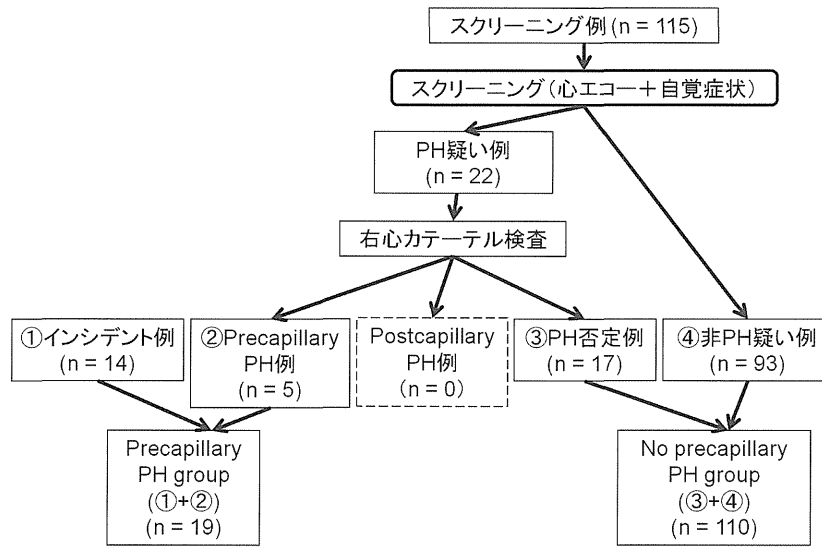 スクリーニング例 (n = 115)
スクリーニング(心エコー+自覚症状)
PH疑い例
(n = 22)
右心カテーテル検査
①インシデント例
(n = 14)
②Precapillary
PH例
(n = 5)
Postcapillary
PH例
(n = 0)
③PH否定例
(n = 17)
④非PH疑い例
(n = 93)
Precapillary
PH group
(①+②)
(n = 19)
No precapillary
PH group
(③+④)
(n = 110)